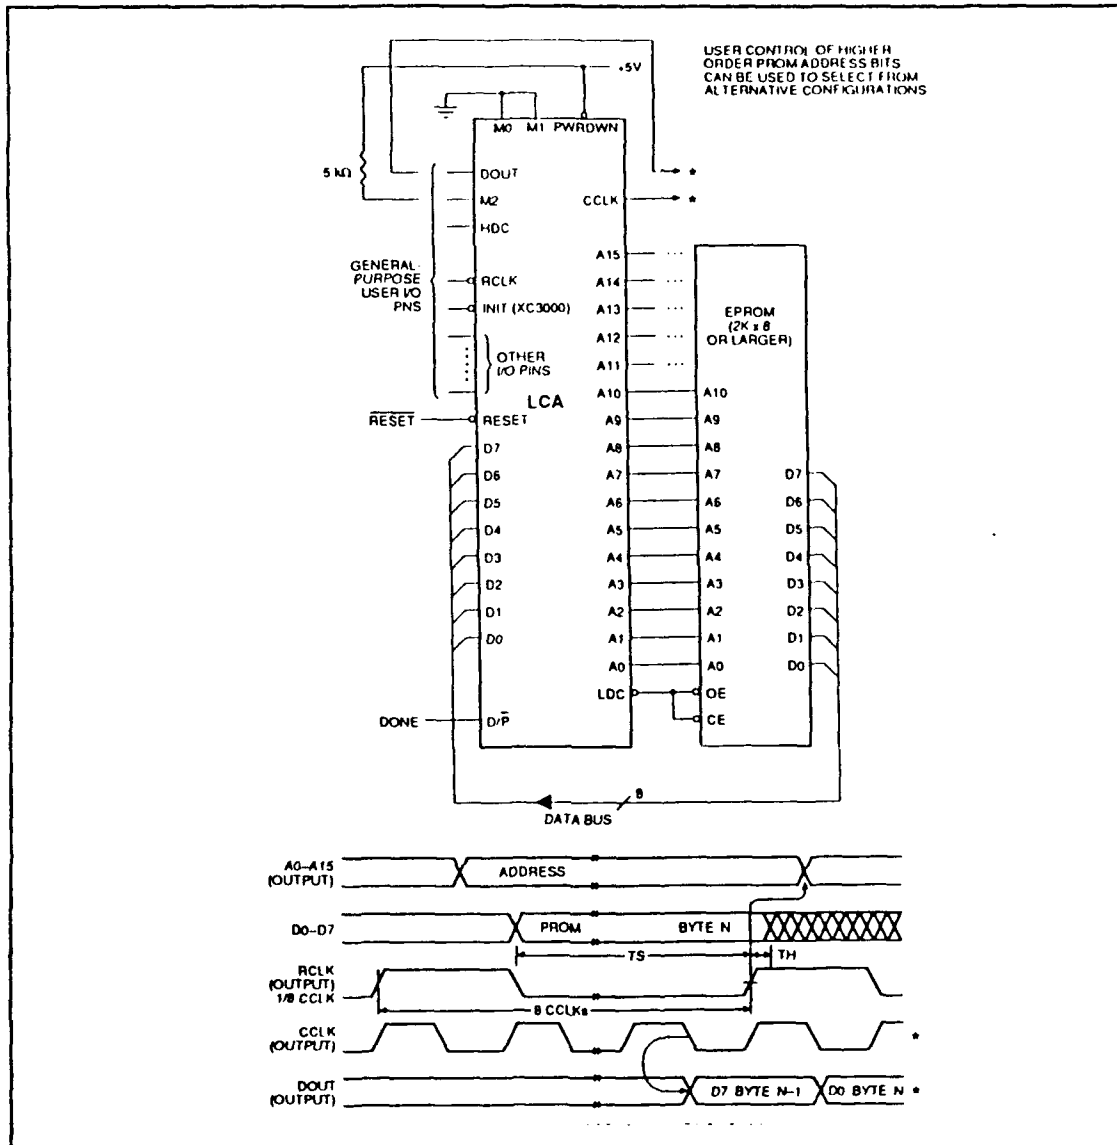 USER CONTROL OF HIGHER
ORDER PROM ADDRESS BITS
CAN BE USED TO SELECT FROM
ALTERNATIVE CONFIGURATIONS
+5V
M0 M1 PWRDWN
5 kΩ
DOUT
*
M2
CCLK
*
HDC
GENERAL-
PURPOSE
USER I/O
PNS
RCLK
INIT (XC3000)
OTHER
I/O PINS
LCA
RESET
RESET
D7
D6
D5
D4
D3
D2
D1
D0
DONE
D/P
A15
A14
A13
A12
A11
A10
A9
A8
A7
A6
A5
A4
A3
A2
A1
A0
LDC
EPROM
(2K x 8
OR LARGER)
A10
A9
A8
A7
A6
A5
A4
A3
A2
A1
A0
OE
CE
D7
D6
D5
D4
D3
D2
D1
D0
8
DATA BUS
A0-A15
(OUTPUT)
ADDRESS
D0-D7
PROM
BYTE N
TS
TH
RCLK
(OUTPUT)
1/8 CCLK
8 CCLKs
CCLK
(OUTPUT)
*
DOUT
(OUTPUT)
D7 BYTE N-1
D0 BYTE N *